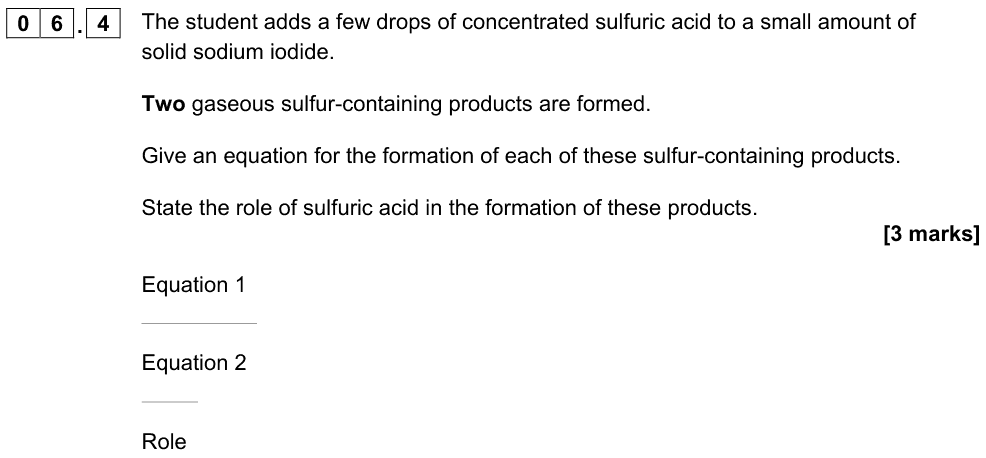 0 6 . 4 The student adds a few drops of concentrated sulfuric acid to a small amount of
solid sodium iodide.
Two gaseous sulfur-containing products are formed.
Give an equation for the formation of each of these sulfur-containing products.
State the role of sulfuric acid in the formation of these products.
[3 marks]
Equation 1
Equation 2
Role